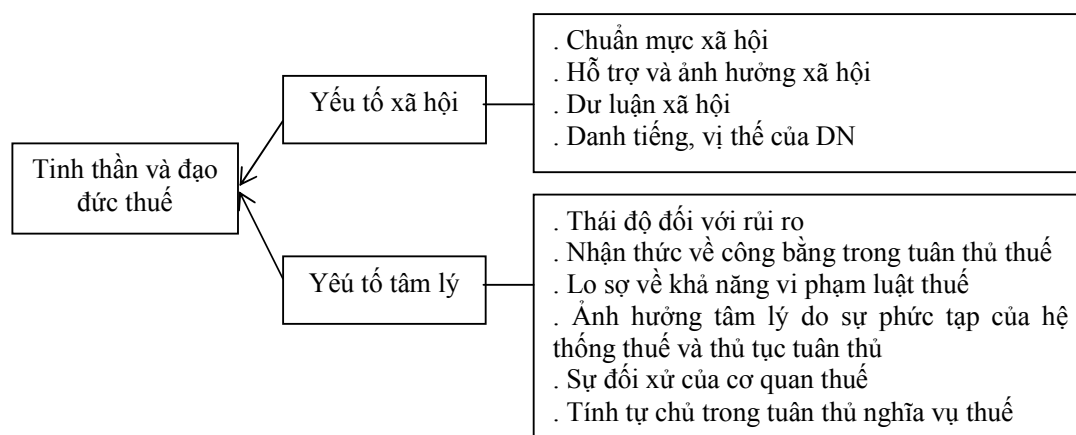 Tinh thần và đạo
đức thuế
Yếu tố xã hội
. Chuẩn mực xã hội
. Hỗ trợ và ảnh hưởng xã hội
. Dư luận xã hội
. Danh tiếng, vị thế của DN
Yêú tố tâm lý
. Thái độ đối với rủi ro
. Nhận thức về công bằng trong tuân thủ thuế
. Lo sợ về khả năng vi phạm luật thuế
. Ảnh hưởng tâm lý do sự phức tạp của hệ
thống thuế và thủ tục tuân thủ
. Sự đối xử của cơ quan thuế
. Tính tự chủ trong tuân thủ nghĩa vụ thuế